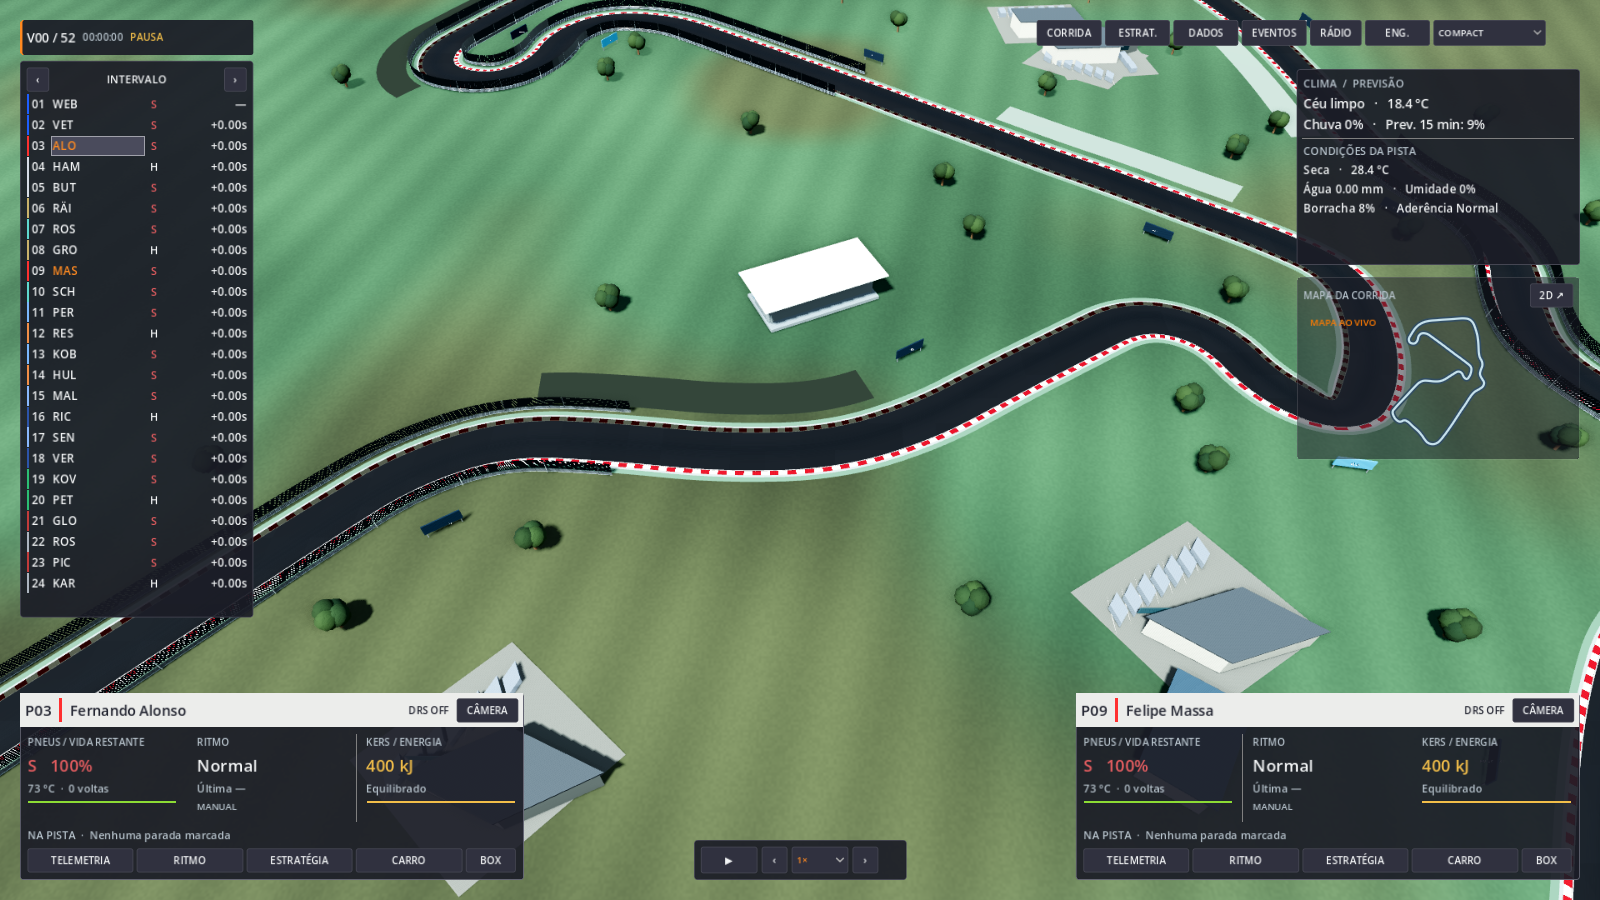 V00 / 52 00:00:00 PAUSA
CORRIDA ESTRAT. DADOS EVENTOS RÁDIO ENG. COMPACT
‹ INTERVALO ›
01 WEB S —
02 VET S +0.00s
03 ALO S +0.00s
04 HAM H +0.00s
05 BUT S +0.00s
06 RÄI S +0.00s
07 ROS S +0.00s
08 GRO H +0.00s
09 MAS S +0.00s
10 SCH S +0.00s
11 PER S +0.00s
12 RES H +0.00s
13 KOB S +0.00s
14 HUL S +0.00s
15 MAL S +0.00s
16 RIC H +0.00s
17 SEN S +0.00s
18 VER S +0.00s
19 KOV S +0.00s
20 PET H +0.00s
21 GLO S +0.00s
22 ROS S +0.00s
23 PIC S +0.00s
24 KAR H +0.00s
CLIMA / PREVISÃO
Céu limpo · 18.4 °C
Chuva 0% · Prev. 15 min: 9%
CONDIÇÕES DA PISTA
Seca · 28.4 °C
Água 0.00 mm · Umidade 0%
Borracha 8% · Aderência Normal
MAPA DA CORRIDA 2D ↗
MAPA AO VIVO
P03 Fernando Alonso DRS OFF CÂMERA
PNEUS / VIDA RESTANTE RITMO KERS / ENERGIA
S 100% Normal 400 kJ
73 °C · 0 voltas Última — Equilibrado
MANUAL
NA PISTA · Nenhuma parada marcada
TELEMETRIA RITMO ESTRATÉGIA CARRO BOX
▶ ‹ 1× ›
P09 Felipe Massa DRS OFF CÂMERA
PNEUS / VIDA RESTANTE RITMO KERS / ENERGIA
S 100% Normal 400 kJ
73 °C · 0 voltas Última — Equilibrado
MANUAL
NA PISTA · Nenhuma parada marcada
TELEMETRIA RITMO ESTRATÉGIA CARRO BOX